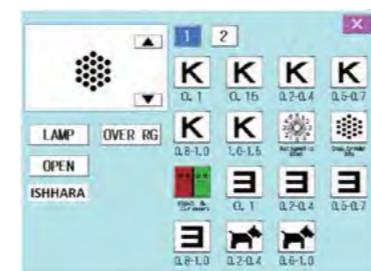 1 2
K K K K
0.1 0.15 0.2-0.4 0.5-0.7
LAMP OVER RG
K K
0.8-1.0 1.0-1.5
OPEN
ISHHARA
0.1 0.2-0.4 0.5-0.7
0.8-1.0 0.2-0.4 0.6-1.0